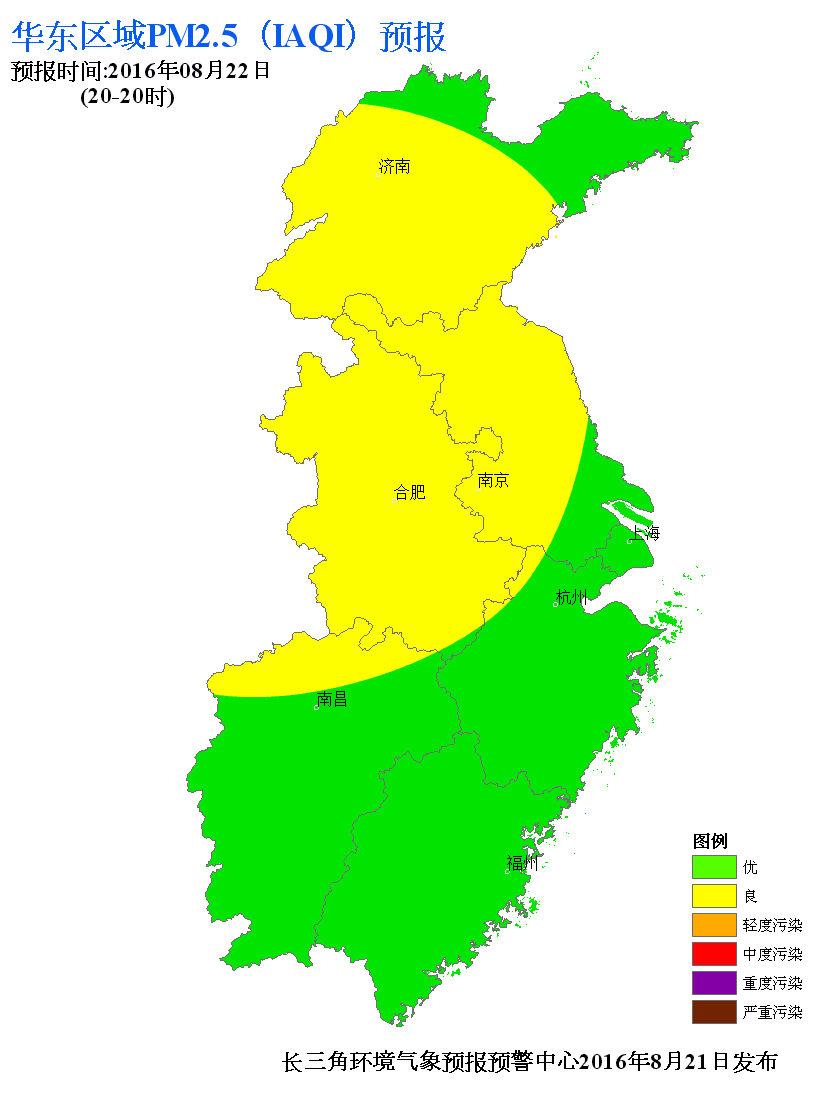 华东区域PM2.5（IAQI）预报
预报时间:2016年08月22日
(20-20时)
济南
合肥
南京
上海
杭州
南昌
福州
图例
优
良
轻度污染
中度污染
重度污染
严重污染
长三角环境气象预报预警中心2016年8月21日发布